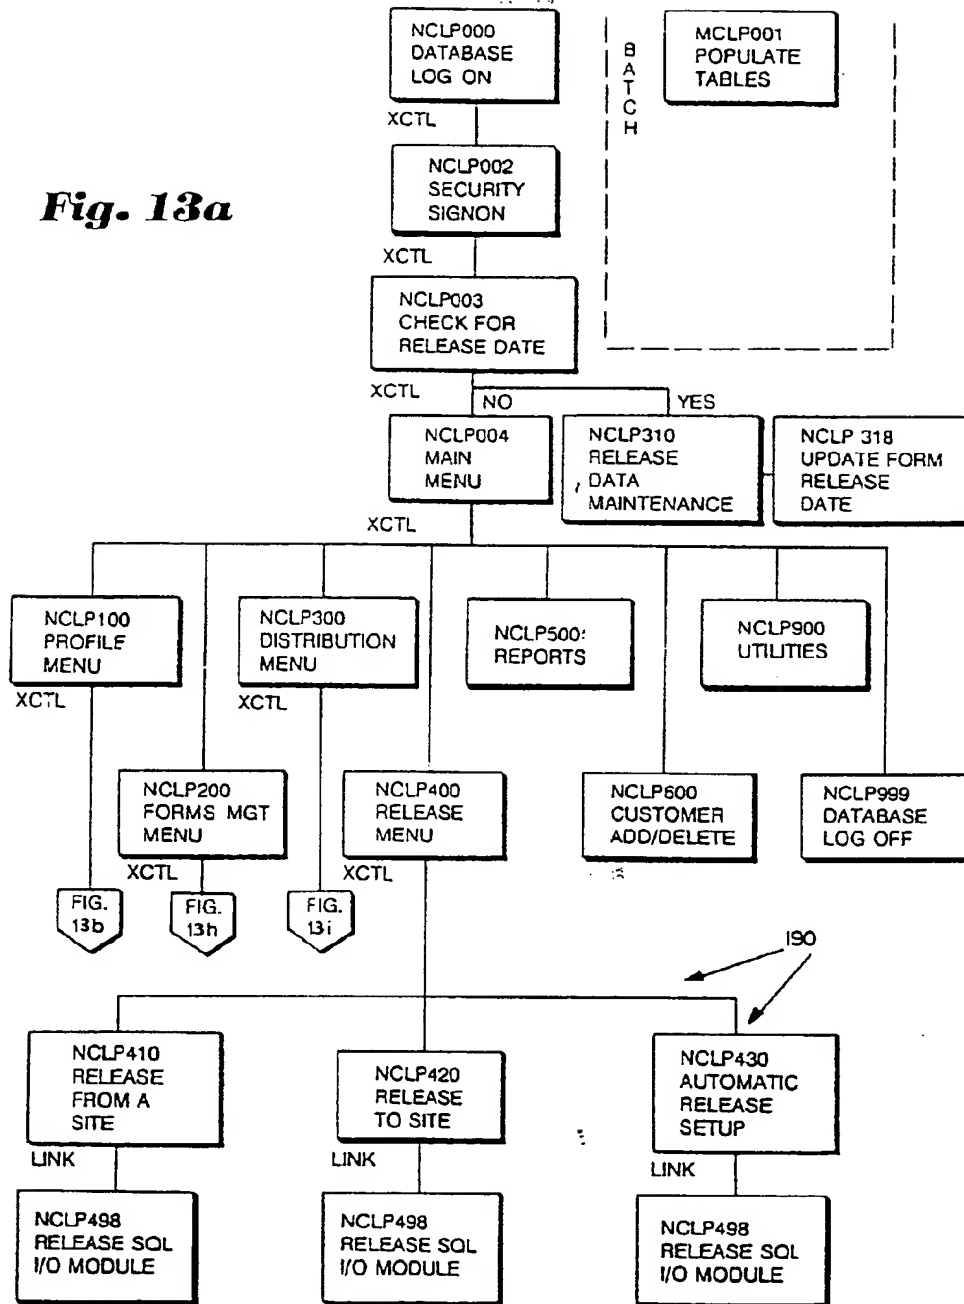 NCLP000
DATABASE
LOG ON
BATCH
MCLP001
POPULATE
TABLES
XCTL
NCLP002
SECURITY
SIGNON
Fig. 13a
XCTL
NCLP003
CHECK FOR
RELEASE DATE
XCTL
NO
YES
NCLP004
MAIN
MENU
NCLP310
RELEASE
DATA
MAINTENANCE
NCLP 318
UPDATE FORM
RELEASE
DATE
XCTL
NCLP100
PROFILE
MENU
XCTL
NCLP300
DISTRIBUTION
MENU
XCTL
NCLP500:
REPORTS
NCLP900
UTILITIES
NCLP200
FORMS MGT
MENU
XCTL
NCLP400
RELEASE
MENU
XCTL
NCLP600
CUSTOMER
ADD/DELETE
NCLP999
DATABASE
LOG OFF
FIG.
13b
FIG.
13h
FIG.
13i
190
NCLP410
RELEASE
FROM A
SITE
LINK
NCLP420
RELEASE
TO SITE
LINK
NCLP430
AUTOMATIC
RELEASE
SETUP
LINK
NCLP498
RELEASE SQL
I/O MODULE
NCLP498
RELEASE SQL
I/O MODULE
NCLP498
RELEASE SQL
I/O MODULE